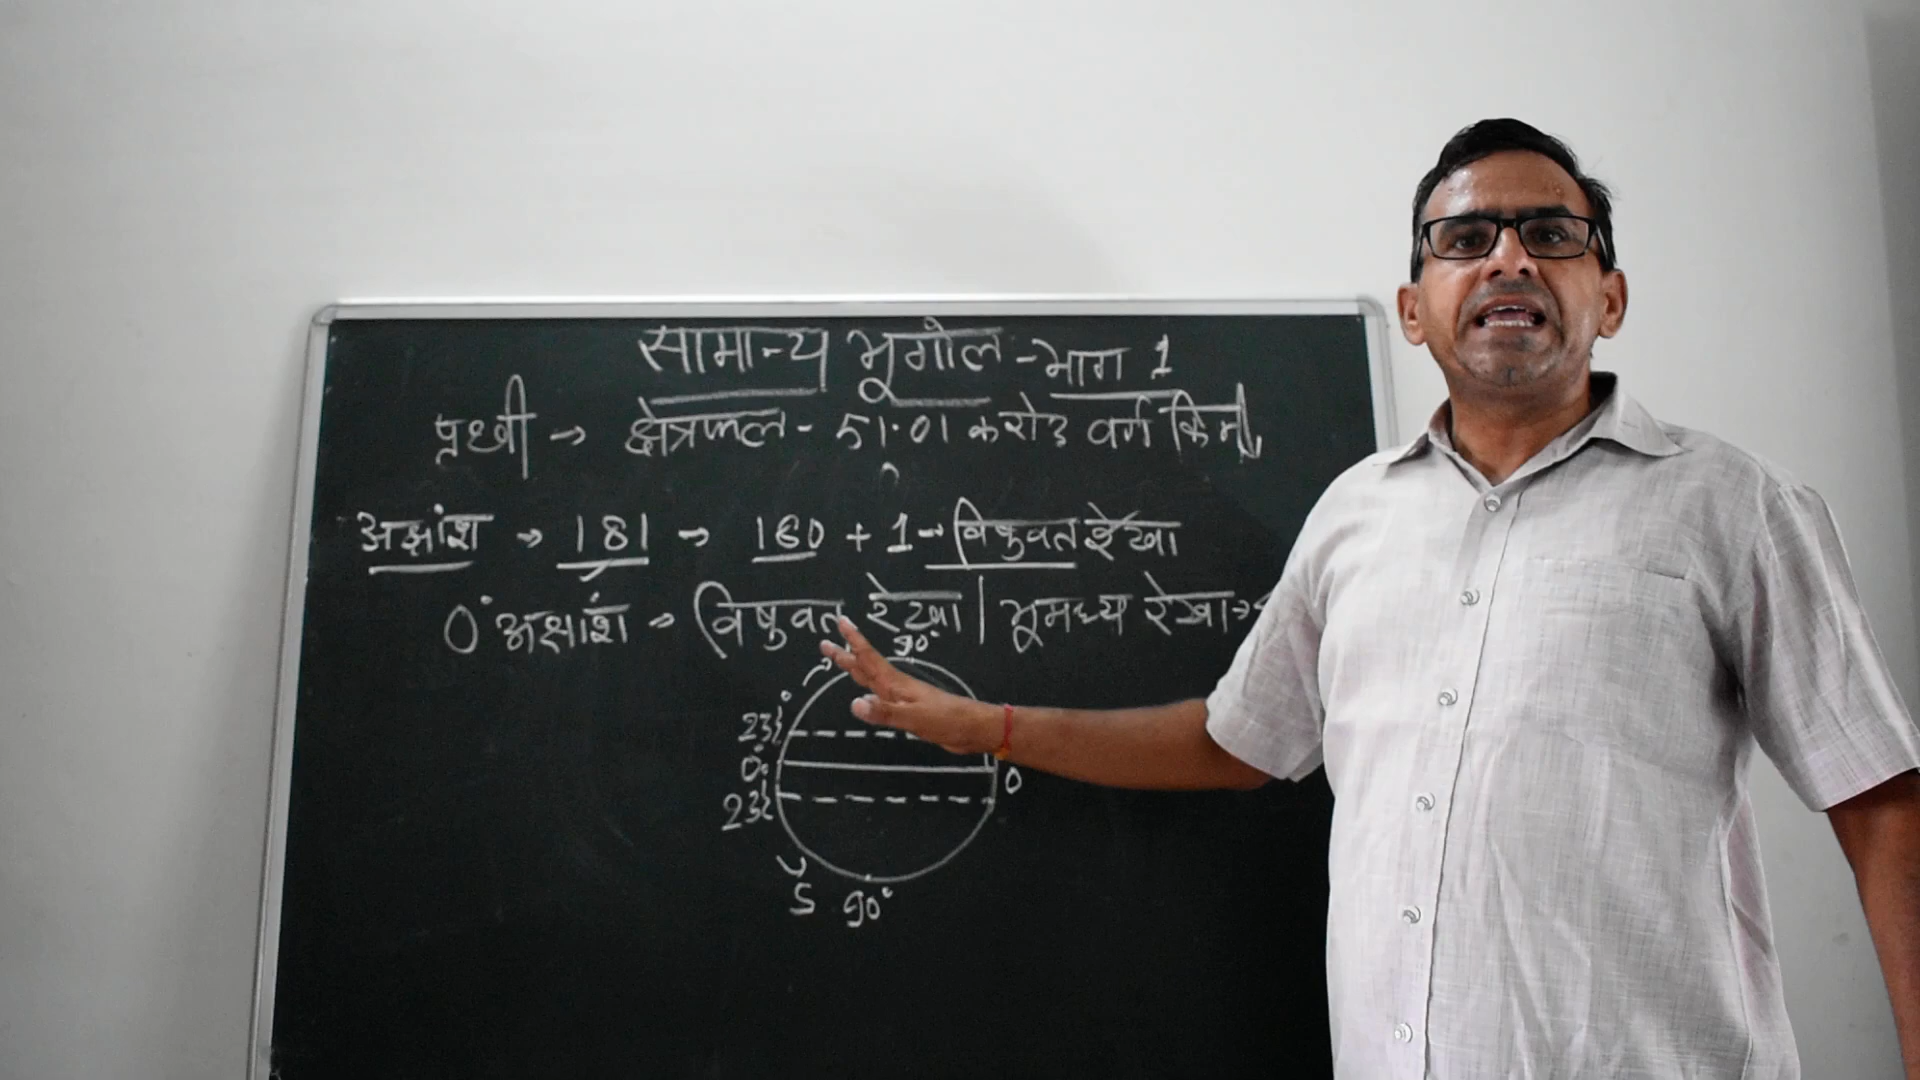 सामान्य भूगोल - भाग 1
पृथ्वी → क्षेत्रफल - 51.01 करोड वर्ग कि मी,
अक्षांश → 181 → 180 + 1 → विषुवत रेखा
0° अक्षांश → विषुवत रेखा | भूमध्य रेखा →
90°
23½°
0°
0
23½
S 90°